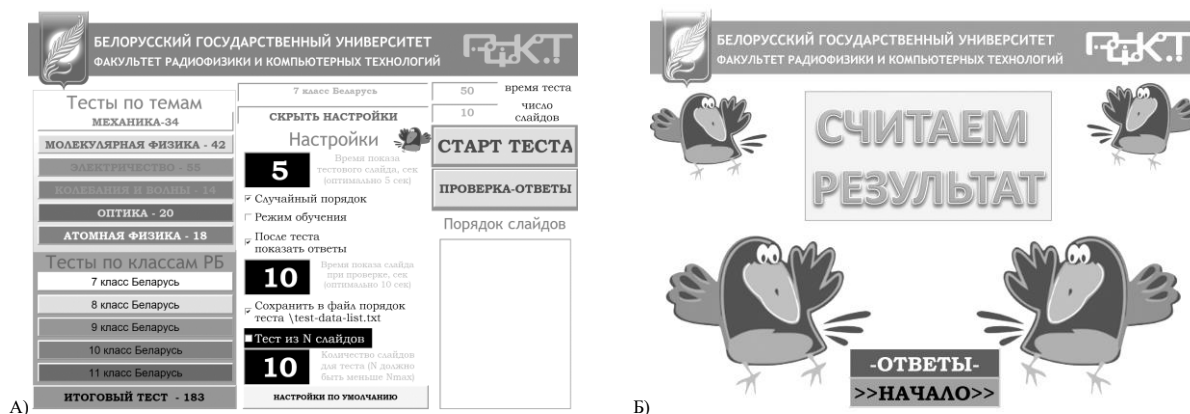 БЕЛОРУССКИЙ ГОСУДАРСТВЕННЫЙ УНИВЕРСИТЕТ
ФАКУЛЬТЕТ РАДИОФИЗИКИ И КОМПЬЮТЕРНЫХ ТЕХНОЛОГИЙ
Тесты по темам
МЕХАНИКА-34
МОЛЕКУЛЯРНАЯ ФИЗИКА - 42
ЭЛЕКТРИЧЕСТВО - 55
КОЛЕБАНИЯ И ВОЛНЫ - 14
ОПТИКА - 20
АТОМНАЯ ФИЗИКА - 18
Тесты по классам РБ
7 класс Беларусь
8 класс Беларусь
9 класс Беларусь
10 класс Беларусь
11 класс Беларусь
ИТОГОВЫЙ ТЕСТ - 183
7 класс Беларусь
СКРЫТЬ НАСТРОЙКИ
Настройки
5
Время показа
тестового слайда, сек
(оптимально 5 сек)
Случайный порядок
Режим обучения
После теста
показать ответы
10
Время показа слайда
при проверке, сек
(оптимально 10 сек)
Сохранить в файл порядок
теста \test-data-list.txt
Тест из N слайдов
10
Количество слайдов
для теста (N должно
быть меньше Nmax)
НАСТРОЙКИ ПО УМОЛЧАНИЮ
50 время теста
10 число
слайдов
СТАРТ ТЕСТА
ПРОВЕРКА-ОТВЕТЫ
Порядок слайдов
А)
БЕЛОРУССКИЙ ГОСУДАРСТВЕННЫЙ УНИВЕРСИТЕТ
ФАКУЛЬТЕТ РАДИОФИЗИКИ И КОМПЬЮТЕРНЫХ ТЕХНОЛОГИЙ
СЧИТАЕМ
РЕЗУЛЬТАТ
-ОТВЕТЫ-
>>НАЧАЛО>>
Б)